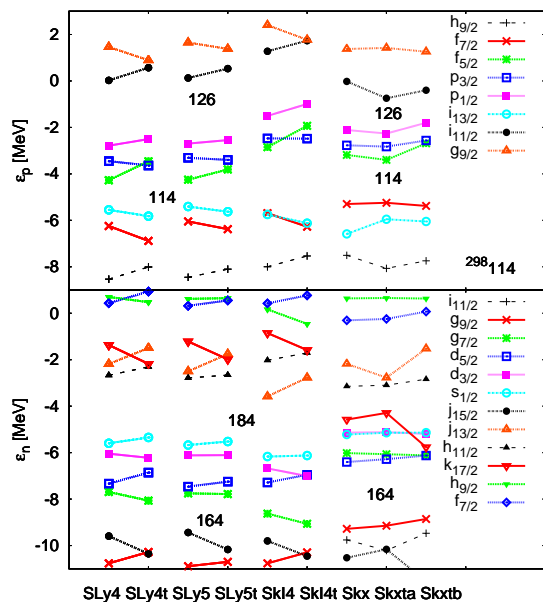 2
0
-2
-4
-6
-8
εp [MeV]
126
126
114
114
298114
h9/2
f7/2
f5/2
p3/2
p1/2
i13/2
i11/2
g9/2
0
-2
-4
-6
-8
-10
εn [MeV]
184
164
164
i11/2
g9/2
g7/2
d5/2
d3/2
s1/2
j15/2
j13/2
h11/2
k17/2
h9/2
f7/2
SLy4 SLy4t SLy5 SLy5t SkI4 SkI4t Skx Skxta Skxtb